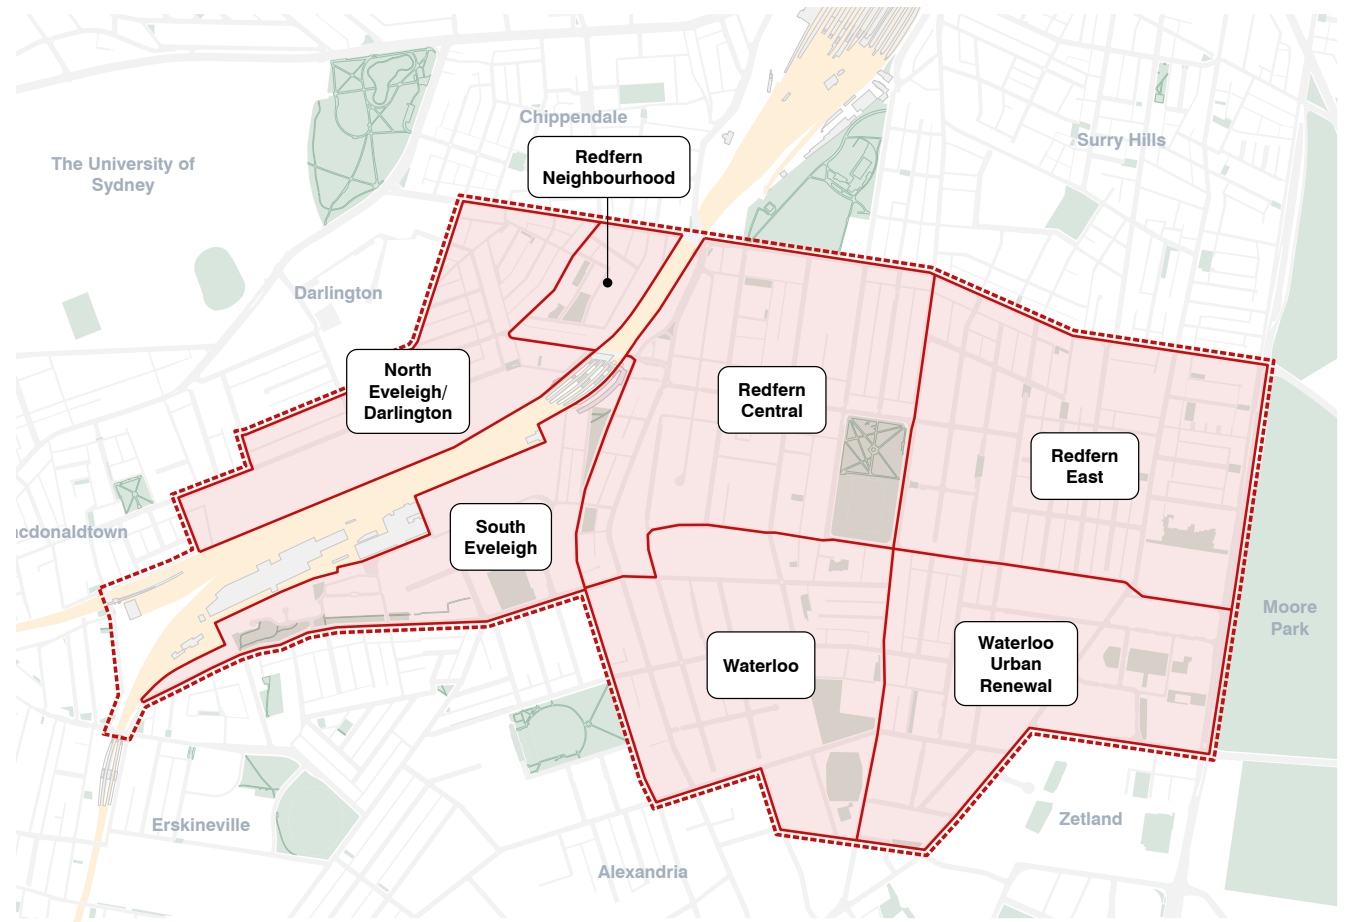 Chippendale
Surry Hills
The University of
Sydney
Redfern
Neighbourhood
Darlington
North
Eveleigh/
Darlington
Redfern
Central
Redfern
East
South
Eveleigh
acdonaldtown
Moore
Park
Waterloo
Waterloo
Urban
Renewal
Erskineville
Zetland
Alexandria